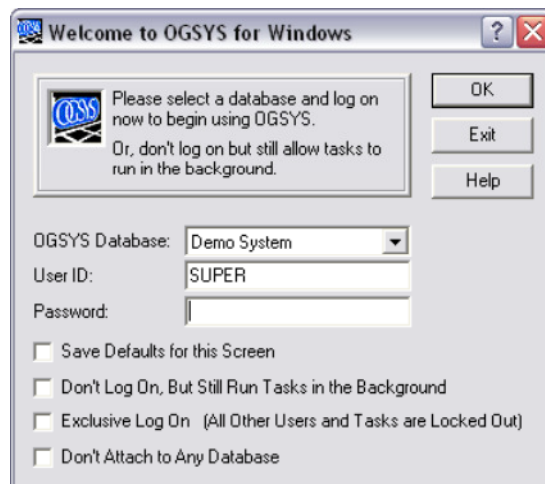 Welcome to OGSYS for Windows
OGSYS
Please select a database and log on
now to begin using OGSYS.
Or, don't log on but still allow tasks to
run in the background.
OK
Exit
Help
OGSYS Database: Demo System
User ID: SUPER
Password:
Save Defaults for this Screen
Don't Log On, But Still Run Tasks in the Background
Exclusive Log On (All Other Users and Tasks are Locked Out)
Don't Attach to Any Database